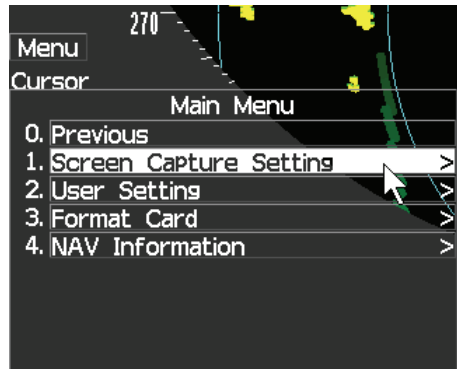 270
Menu
Cursor
Main Menu
0. Previous
1. Screen Capture Setting >
2. User Setting >
3. Format Card >
4. NAV Information >